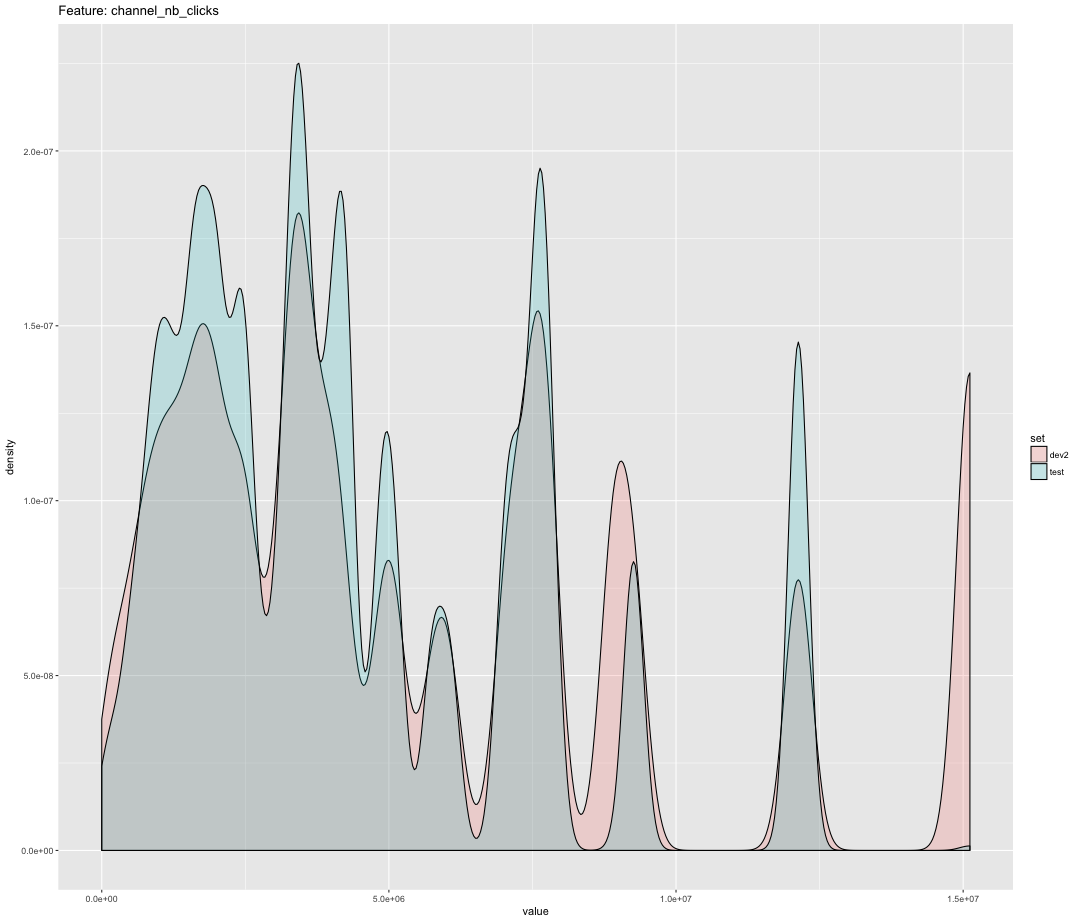 Feature: channel_nb_clicks
density
2.0e-07
1.5e-07
1.0e-07
5.0e-08
0.0e+00
0.0e+00 5.0e+06 1.0e+07 1.5e+07
value
set
dev2
test